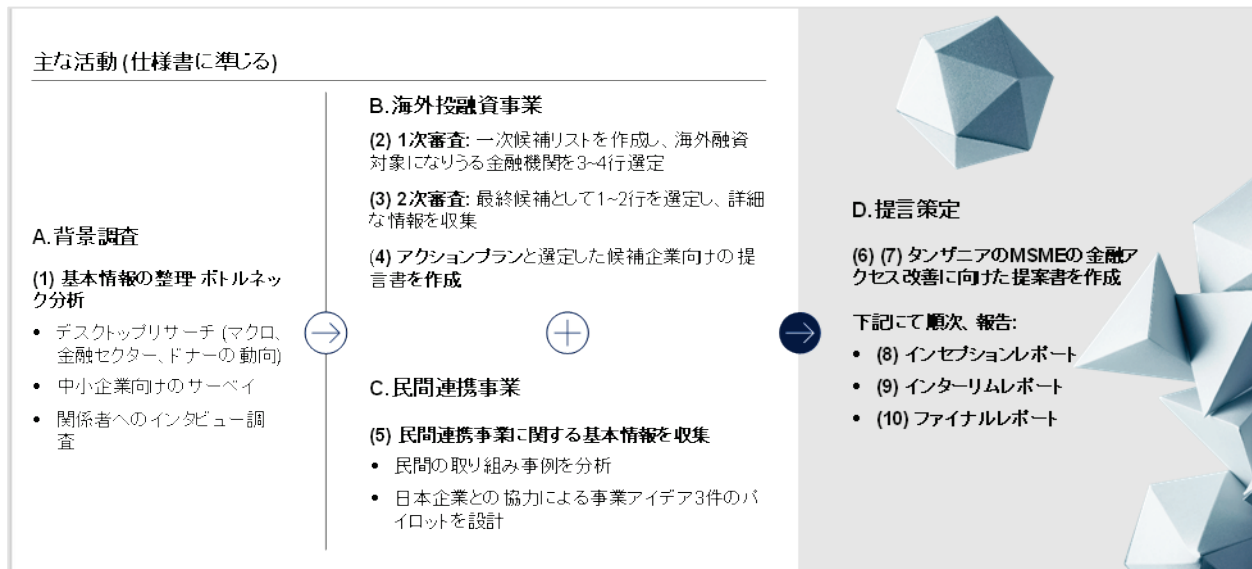 主な活動 (仕様書に準じる)
A.背景調査
(1) 基本情報の整理・ボトルネッ
ク分析
• デスクトップリサーチ (マクロ、
金融セクター、ドナーの動向)
• 中小企業向けのサーベイ
• 関係者へのインタビュー調
査
B.海外投融資事業
(2) 1次審査: 一次候補リストを作成し、海外融資
対象になりうる金融機関を3~4行選定
(3) 2次審査: 最終候補として1~2行を選定し、詳細
な情報を収集
(4) アクションプランと選定した候補企業向けの提
言書を作成
C.民間連携事業
(5) 民間連携事業に関する基本情報を収集
• 民間の取り組み事例を分析
• 日本企業との協力による事業アイデア3件のパ
イロットを設計
D.提言策定
(6) (7) タンザニアのMSMEの金融ア
クセス改善に向けた提案書を作成
下記にて順次、報告:
• (8) インセプションレポート
• (9) インターリムレポート
• (10) ファイナルレポート